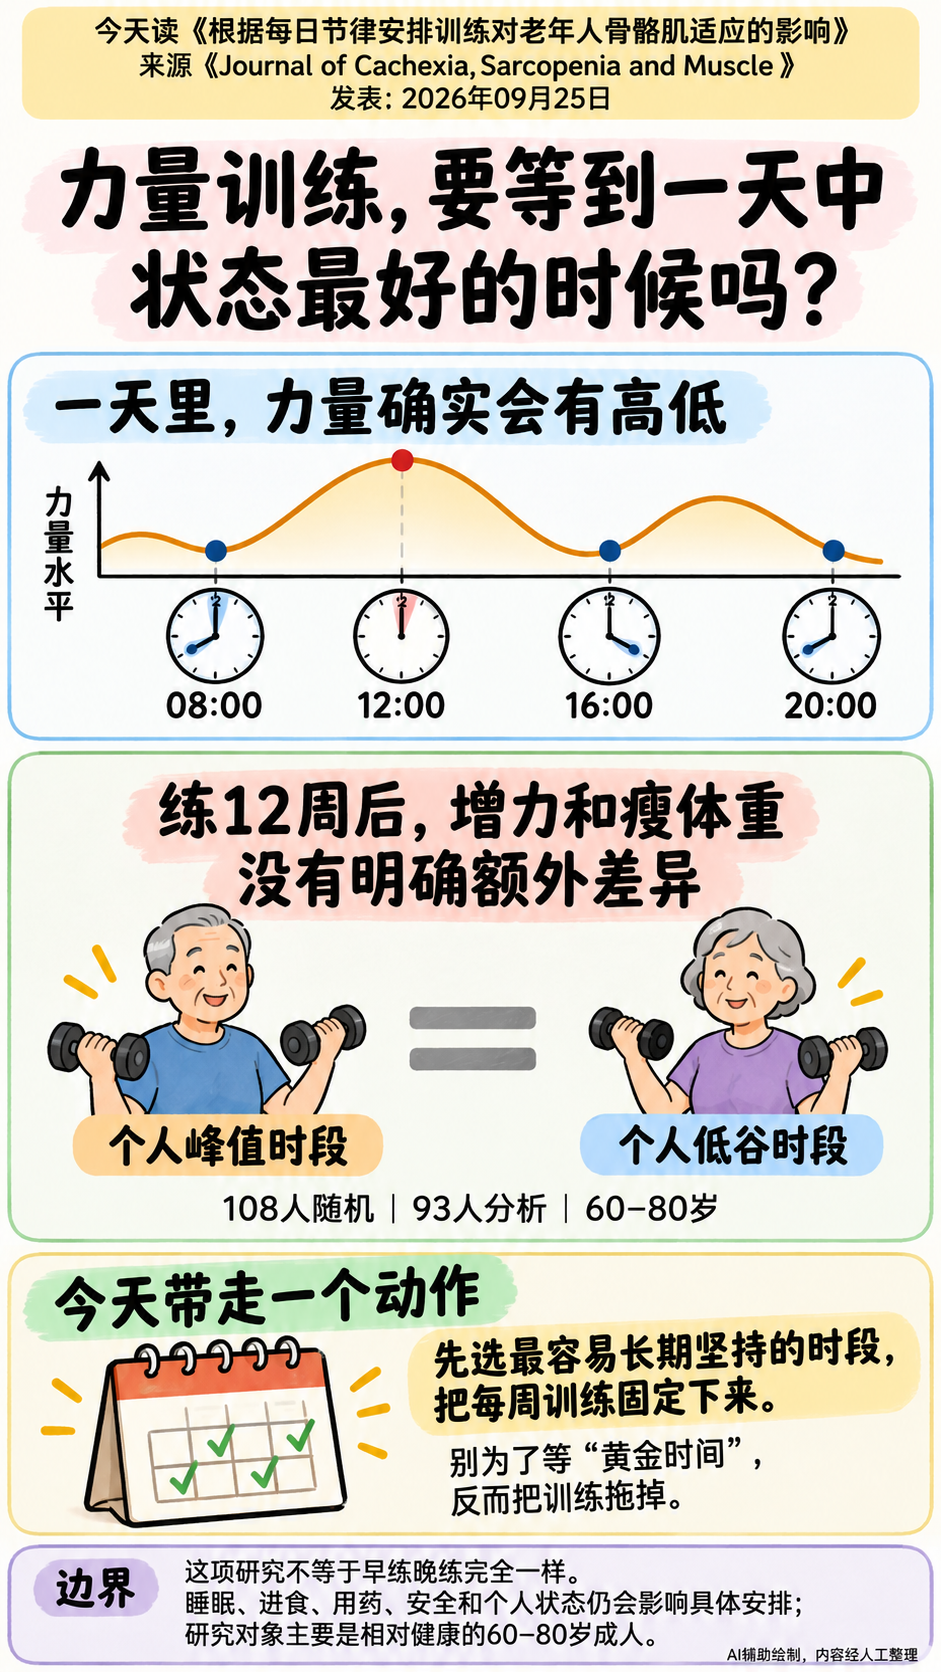 今天读《根据每日节律安排训练对老年人骨骼肌适应的影响》
来源《Journal of Cachexia, Sarcopenia and Muscle 》
发表: 2026年09月25日
力量训练, 要等到一天中
状态最好的时候吗?
一天里, 力量确实会有高低
力量水平
12
12
12
12
08:00
12:00
16:00
20:00
练12周后, 增力和瘦体重
没有明确额外差异
个人峰值时段
个人低谷时段
108人随机 | 93人分析 | 60–80岁
今天带走一个动作
先选最容易长期坚持的时段,
把每周训练固定下来。
别为了等“黄金时间”,
反而把训练拖掉。
边界
这项研究不等于早练晚练完全一样。
睡眠、进食、用药、安全和个人状态仍会影响具体安排;
研究对象主要是相对健康的60–80岁成人。
AI辅助绘制, 内容经人工整理